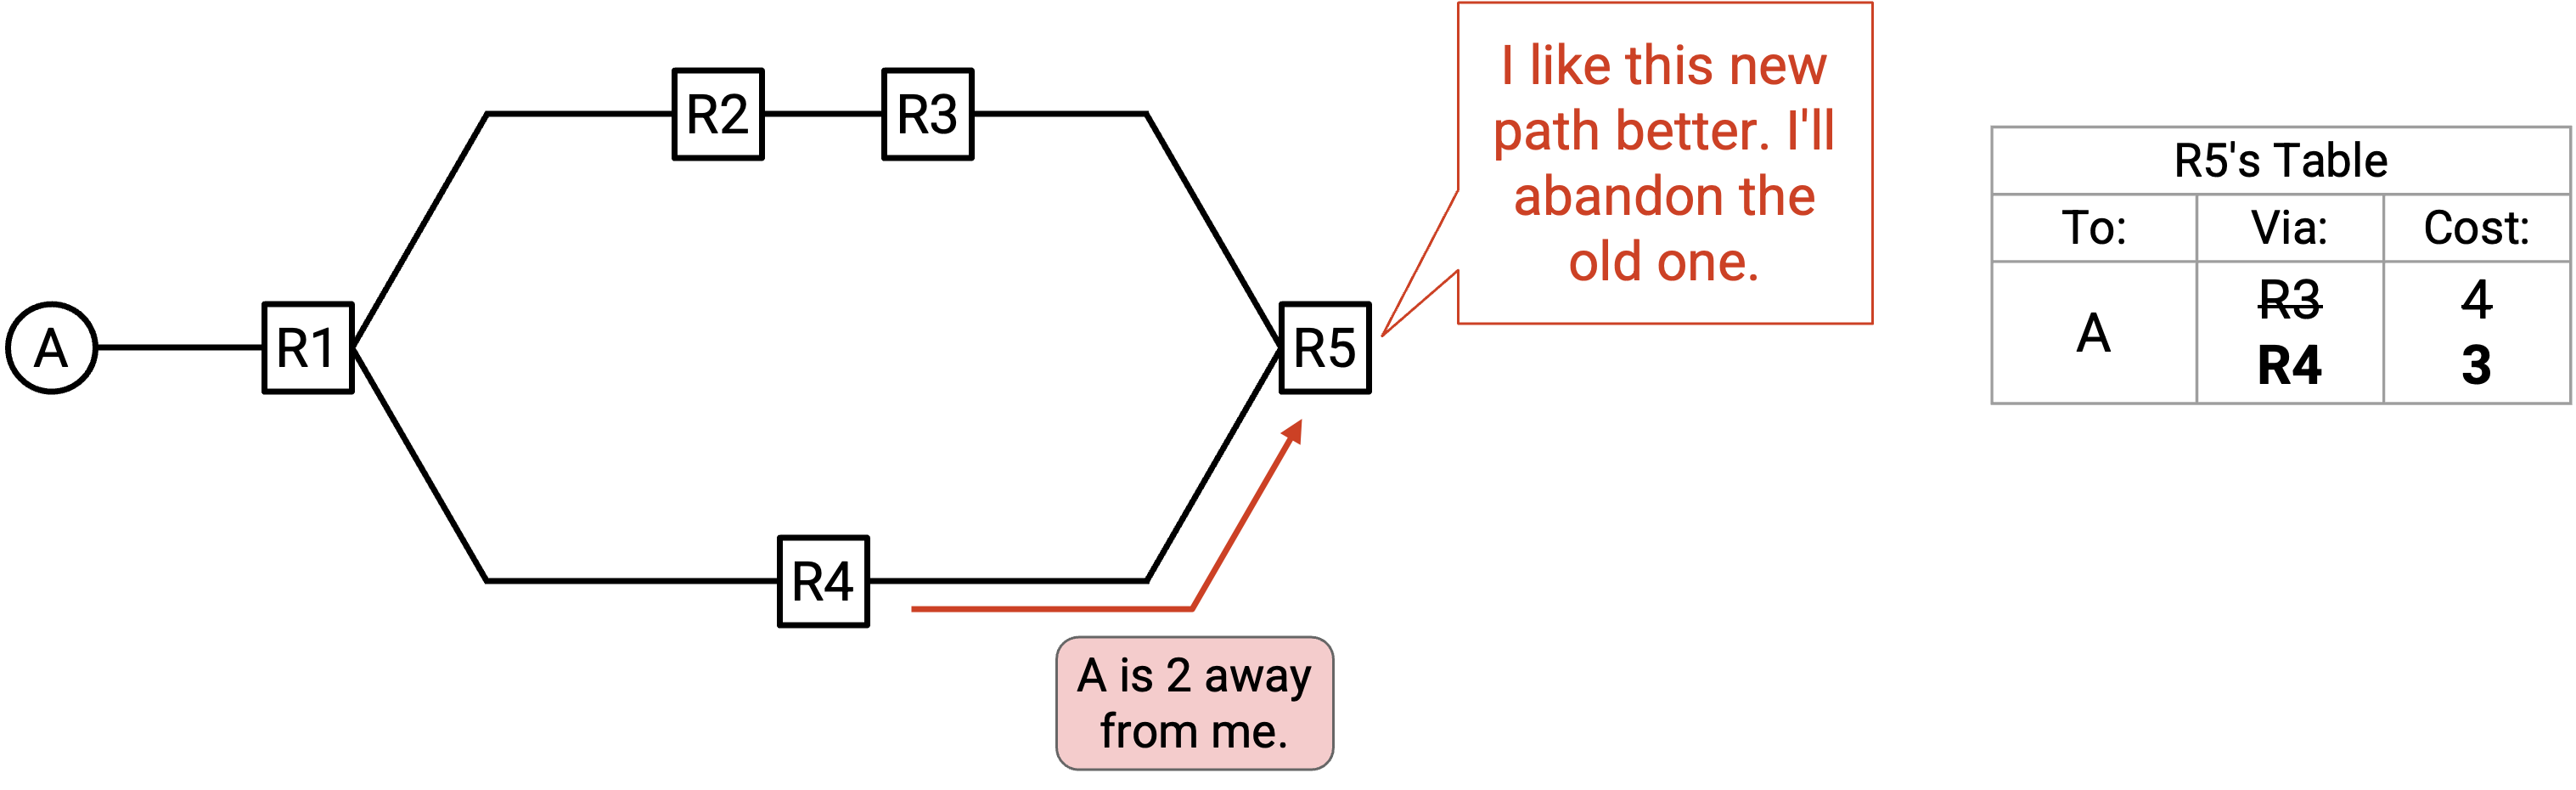 I like this new
path better. I'll
abandon the
old one.
R2
R3
A
R1
R5
R4
A is 2 away
from me.
R5's Table
To: Via: Cost:
A
R3 4
R4 3